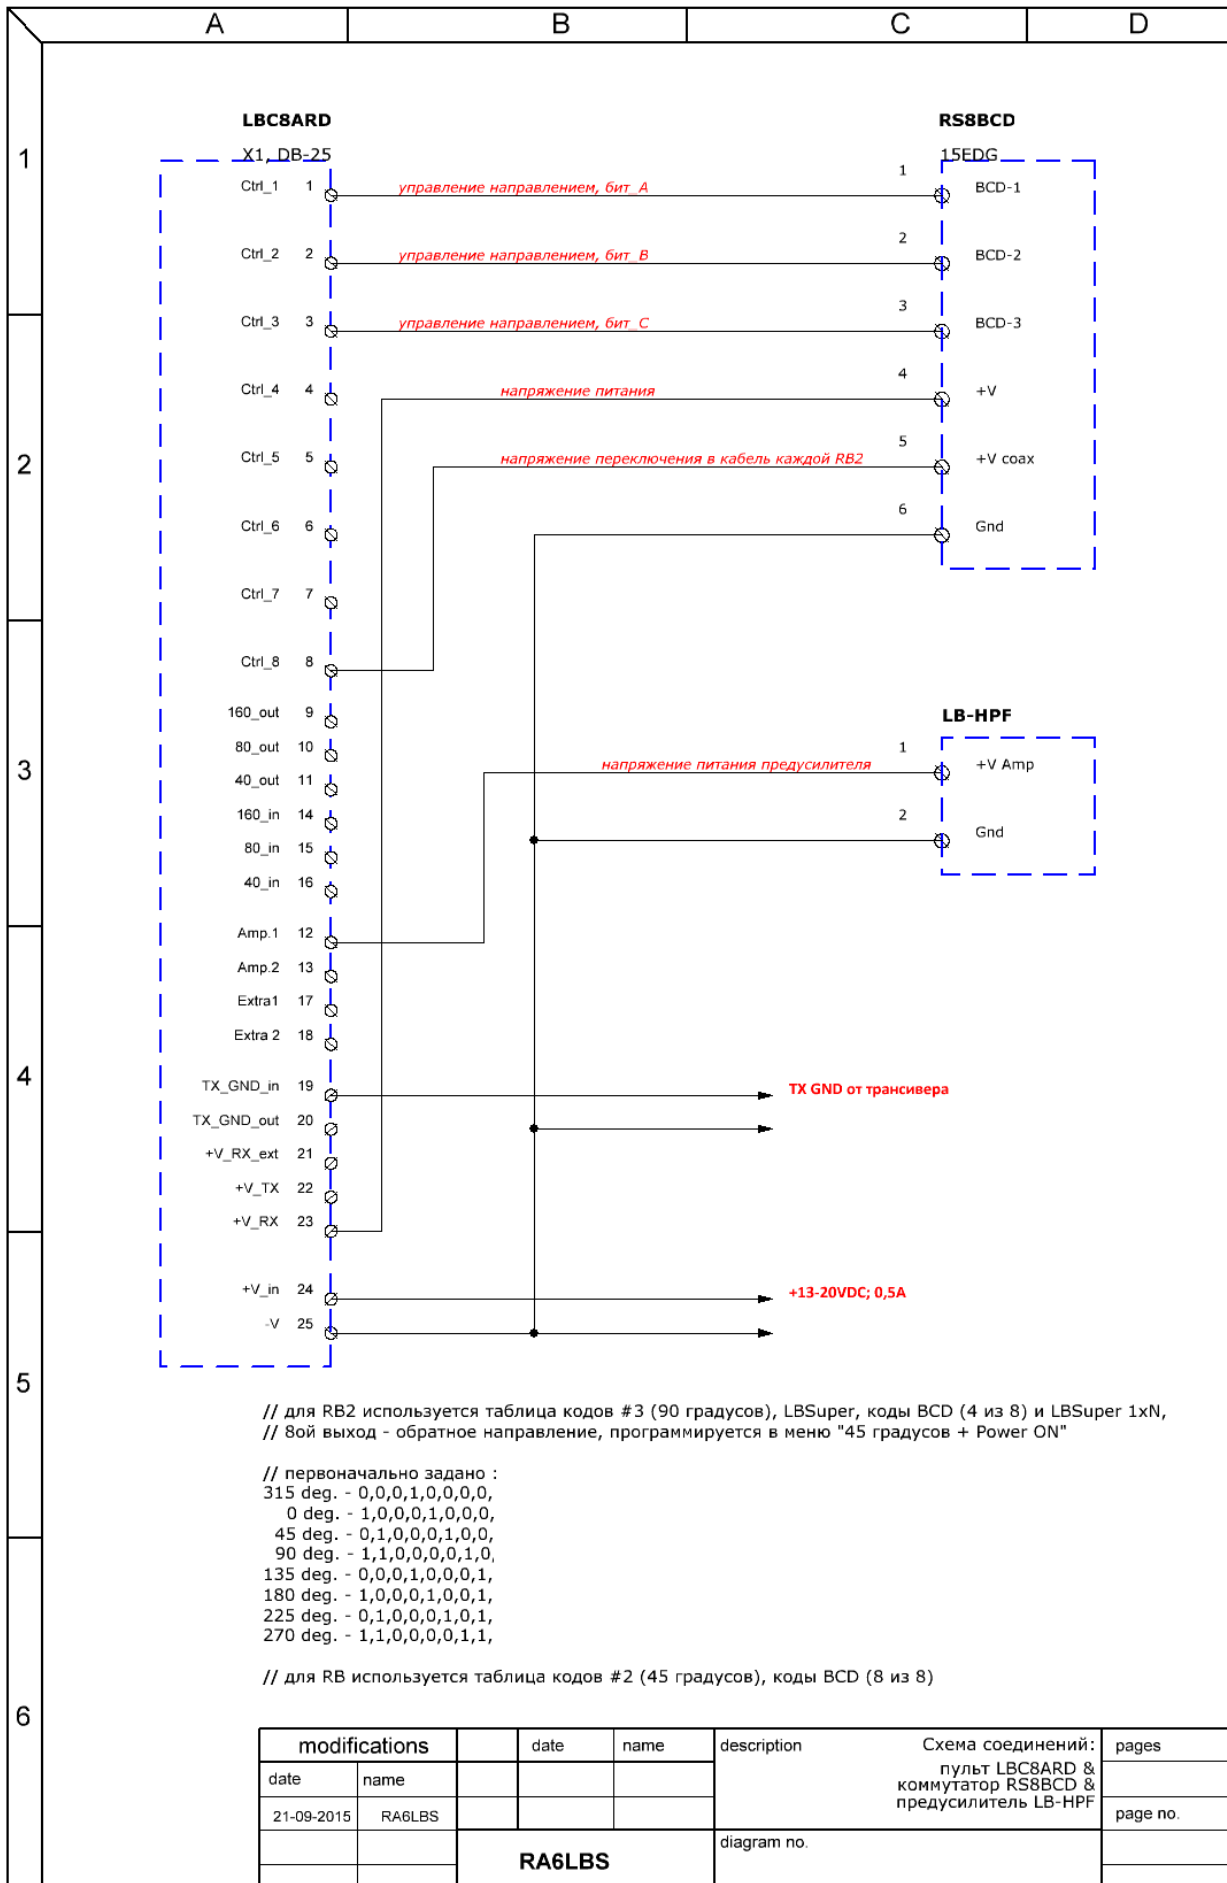 A B C D
1
2
3
4
5
6
LBC8ARD
X1, DB-25
Ctrl_1 1
Ctrl_2 2
Ctrl_3 3
Ctrl_4 4
Ctrl_5 5
Ctrl_6 6
Ctrl_7 7
Ctrl_8 8
160_out 9
80_out 10
40_out 11
160_in 14
80_in 15
40_in 16
Amp.1 12
Amp.2 13
Extra1 17
Extra 2 18
TX_GND_in 19
TX_GND_out 20
+V_RX_ext 21
+V_TX 22
+V_RX 23
+V_in 24
-V 25
управление направлением, бит_A
управление направлением, бит_B
управление направлением, бит_C
напряжение питания
напряжение переключения в кабель каждой RB2
напряжение питания предусилителя
TX GND от трансивера
+13-20VDC; 0,5A
RS8BCD
15EDG
1 BCD-1
2 BCD-2
3 BCD-3
4 +V
5 +V coax
6 Gnd
LB-HPF
1 +V Amp
2 Gnd
// для RB2 используется таблица кодов #3 (90 градусов), LBSuper, коды BCD (4 из 8) и LBSuper 1xN,
// 8ой выход - обратное направление, программируется в меню "45 градусов + Power ON"
// первоначально задано :
315 deg. - 0,0,0,1,0,0,0,0,
0 deg. - 1,0,0,0,1,0,0,0,
45 deg. - 0,1,0,0,0,1,0,0,
90 deg. - 1,1,0,0,0,0,1,0,
135 deg. - 0,0,0,1,0,0,0,1,
180 deg. - 1,0,0,0,1,0,0,1,
225 deg. - 0,1,0,0,0,1,0,1,
270 deg. - 1,1,0,0,0,0,1,1,
// для RB используется таблица кодов #2 (45 градусов), коды BCD (8 из 8)
modifications
date name
21-09-2015 RA6LBS
date name
RA6LBS
description
Схема соединений:
пульт LBC8ARD &
коммутатор RS8BCD &
предусилитель LB-HPF
diagram no.
pages
page no.